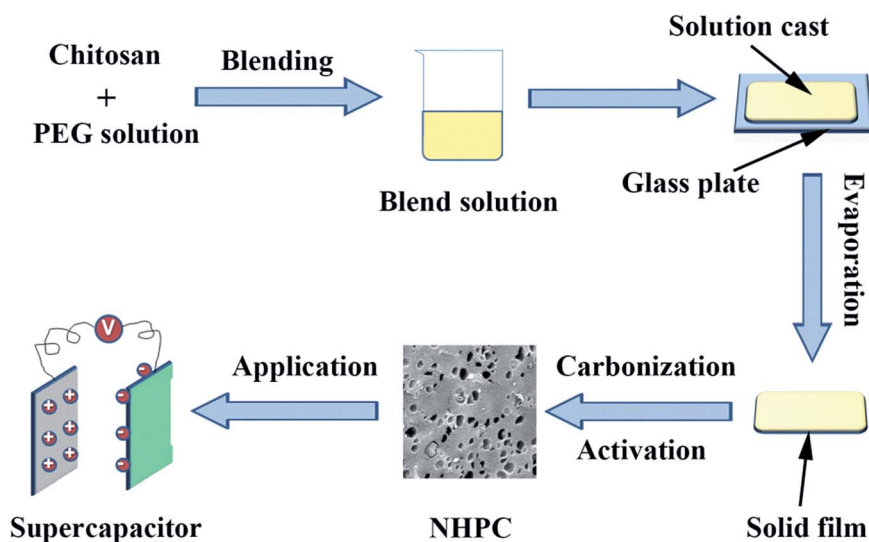 Chitosan
+
PEG solution
Blending
Blend solution
Solution cast
Glass plate
Evaporation
Solid film
Carbonization
Activation
NHPC
Application
V
+ + + + + +
- - - -
Supercapacitor